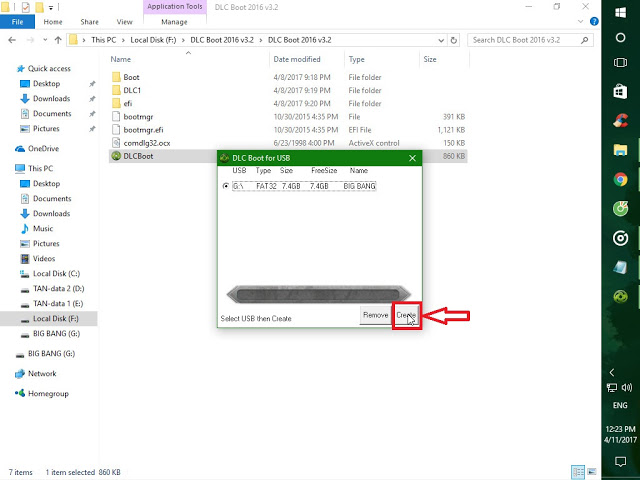 Application Tools
DLC Boot 2016 v3.2
File
Home
Share
View
Manage
This PC
Local Disk (F:)
DLC Boot 2016 v3.2
DLC Boot 2016 v3.2
Search DLC Boot 2016 v3.2
Name
Date modified
Type
Size
Quick access
Desktop
Downloads
Documents
Pictures
OneDrive
This PC
Desktop
Documents
Downloads
Music
Pictures
Videos
Local Disk (C:)
TAN-data 2 (D:)
TAN-data 1 (E:)
Local Disk (F:)
BIG BANG (G:)
BIG BANG (G:)
Network
Homegroup
Boot 4/8/2017 9:18 PM File folder
DLC1 4/8/2017 9:19 PM File folder
efi 4/8/2017 9:20 PM File folder
bootmgr 10/30/2015 4:35 PM File 391 KB
bootmgr.efi 10/30/2015 4:35 PM EFI File 1,121 KB
comdlg32.ocx 6/23/1998 4:00 PM ActiveX control 150 KB
DLCBoot 860 KB
DLC Boot for USB
USB Type Size FreeSize Name
G:\ FAT32 7.4GB 7.4GB BIG BANG
Select USB then Create
Remove
Create
ENG
12:23 PM
4/11/2017
7 items
1 item selected 860 KB